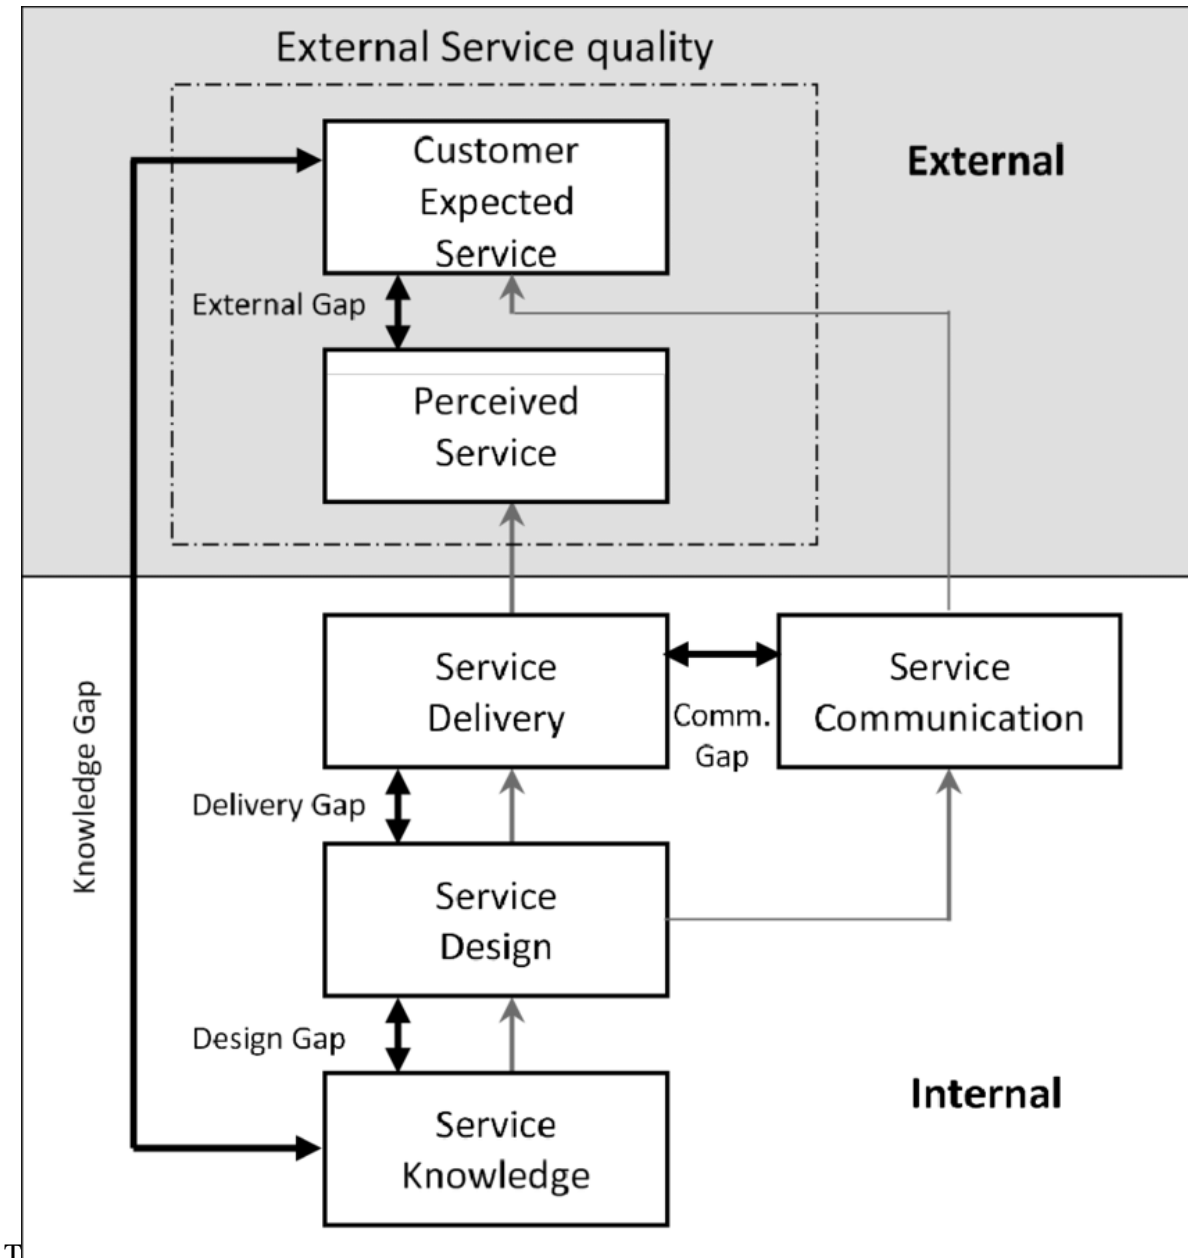 External Service quality
External
Customer
Expected
Service
External Gap
Perceived
Service
Service
Delivery
Service
Communication
Comm.
Gap
Knowledge Gap
Delivery Gap
Service
Design
Design Gap
Internal
Service
Knowledge
T